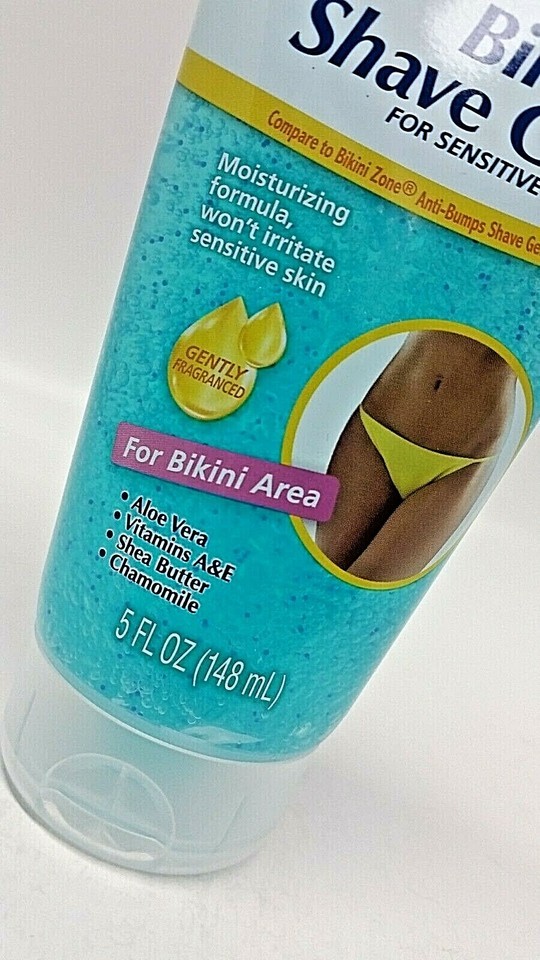 Shave
FOR SENSITIVE
Compare to Bikini Zone® Anti-Bumps Shave
Moisturizing
formula,
won't irritate
sensitive skin
GENTLY
FRAGRANCED
For Bikini Area
• Aloe Vera
• Vitamins A&E
• Shea Butter
• Chamomile
5 FL OZ (148 mL)